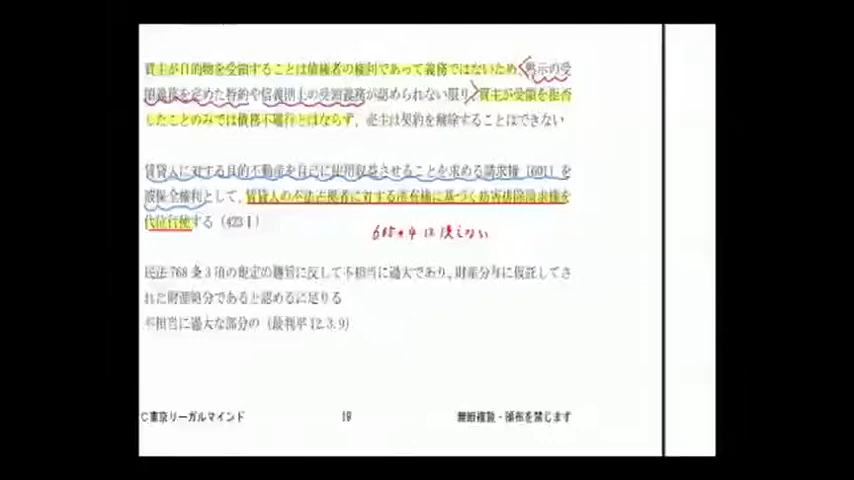 買主が目的物を受領することは債権者の権利であって義務ではないため、黙示の受
領義務を定めた特約や信義則上の受領義務が認められない限り、買主が受領を拒否
したことのみでは債務不履行とはならず、売主は契約を解除することはできない
賃貸人に対する目的不動産を自己に使用収益させることを求める請求権（601）を
被保全権利として、賃貸人の不法占拠者に対する所有権に基づく妨害排除請求権を
代位行使する（423Ⅰ）
605の4は使えない
民法768条3項の規定の趣旨に反して不相当に過大であり、財産分与に仮託してさ
れた財産処分であると認めるに足りる
不相当に過大な部分の（最判平12.3.9）
C東京リーガルマインド
19
無断複製・頒布を禁じます